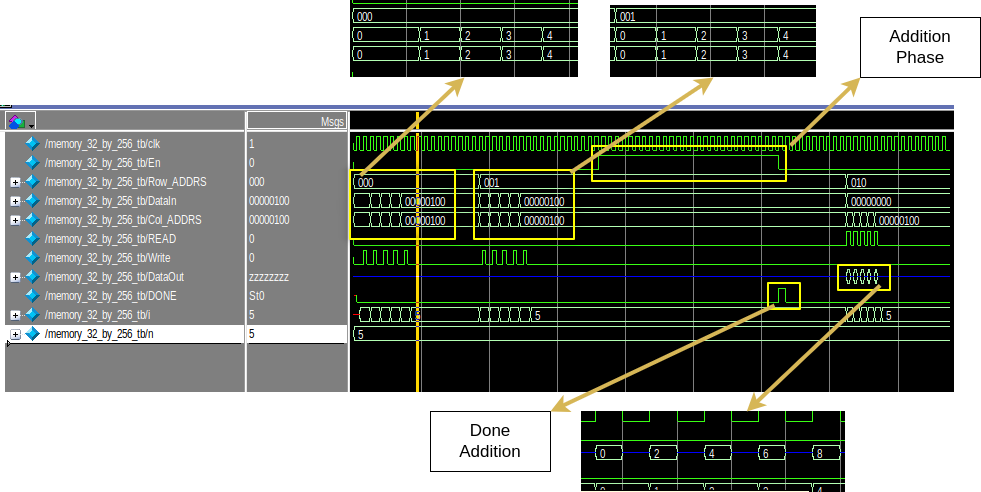 000
0 1 2 3 4
0 1 2 3 4
001
0 1 2 3 4
0 1 2 3 4
Addition
Phase
Msgs
/memory_32_by_256_tb/clk 1
/memory_32_by_256_tb/En 0
/memory_32_by_256_tb/Row_ADDRS 000 000 001 010
/memory_32_by_256_tb/DataIn 00000100 00000100 00000100 00000000
/memory_32_by_256_tb/Col_ADDRS 00000100 00000100 00000100 00000100
/memory_32_by_256_tb/READ 0
/memory_32_by_256_tb/Write 0
/memory_32_by_256_tb/DataOut zzzzzzzz
/memory_32_by_256_tb/DONE St0
/memory_32_by_256_tb/i 5 5 5
/memory_32_by_256_tb/n 5 5
Done
Addition
0 2 4 6 8